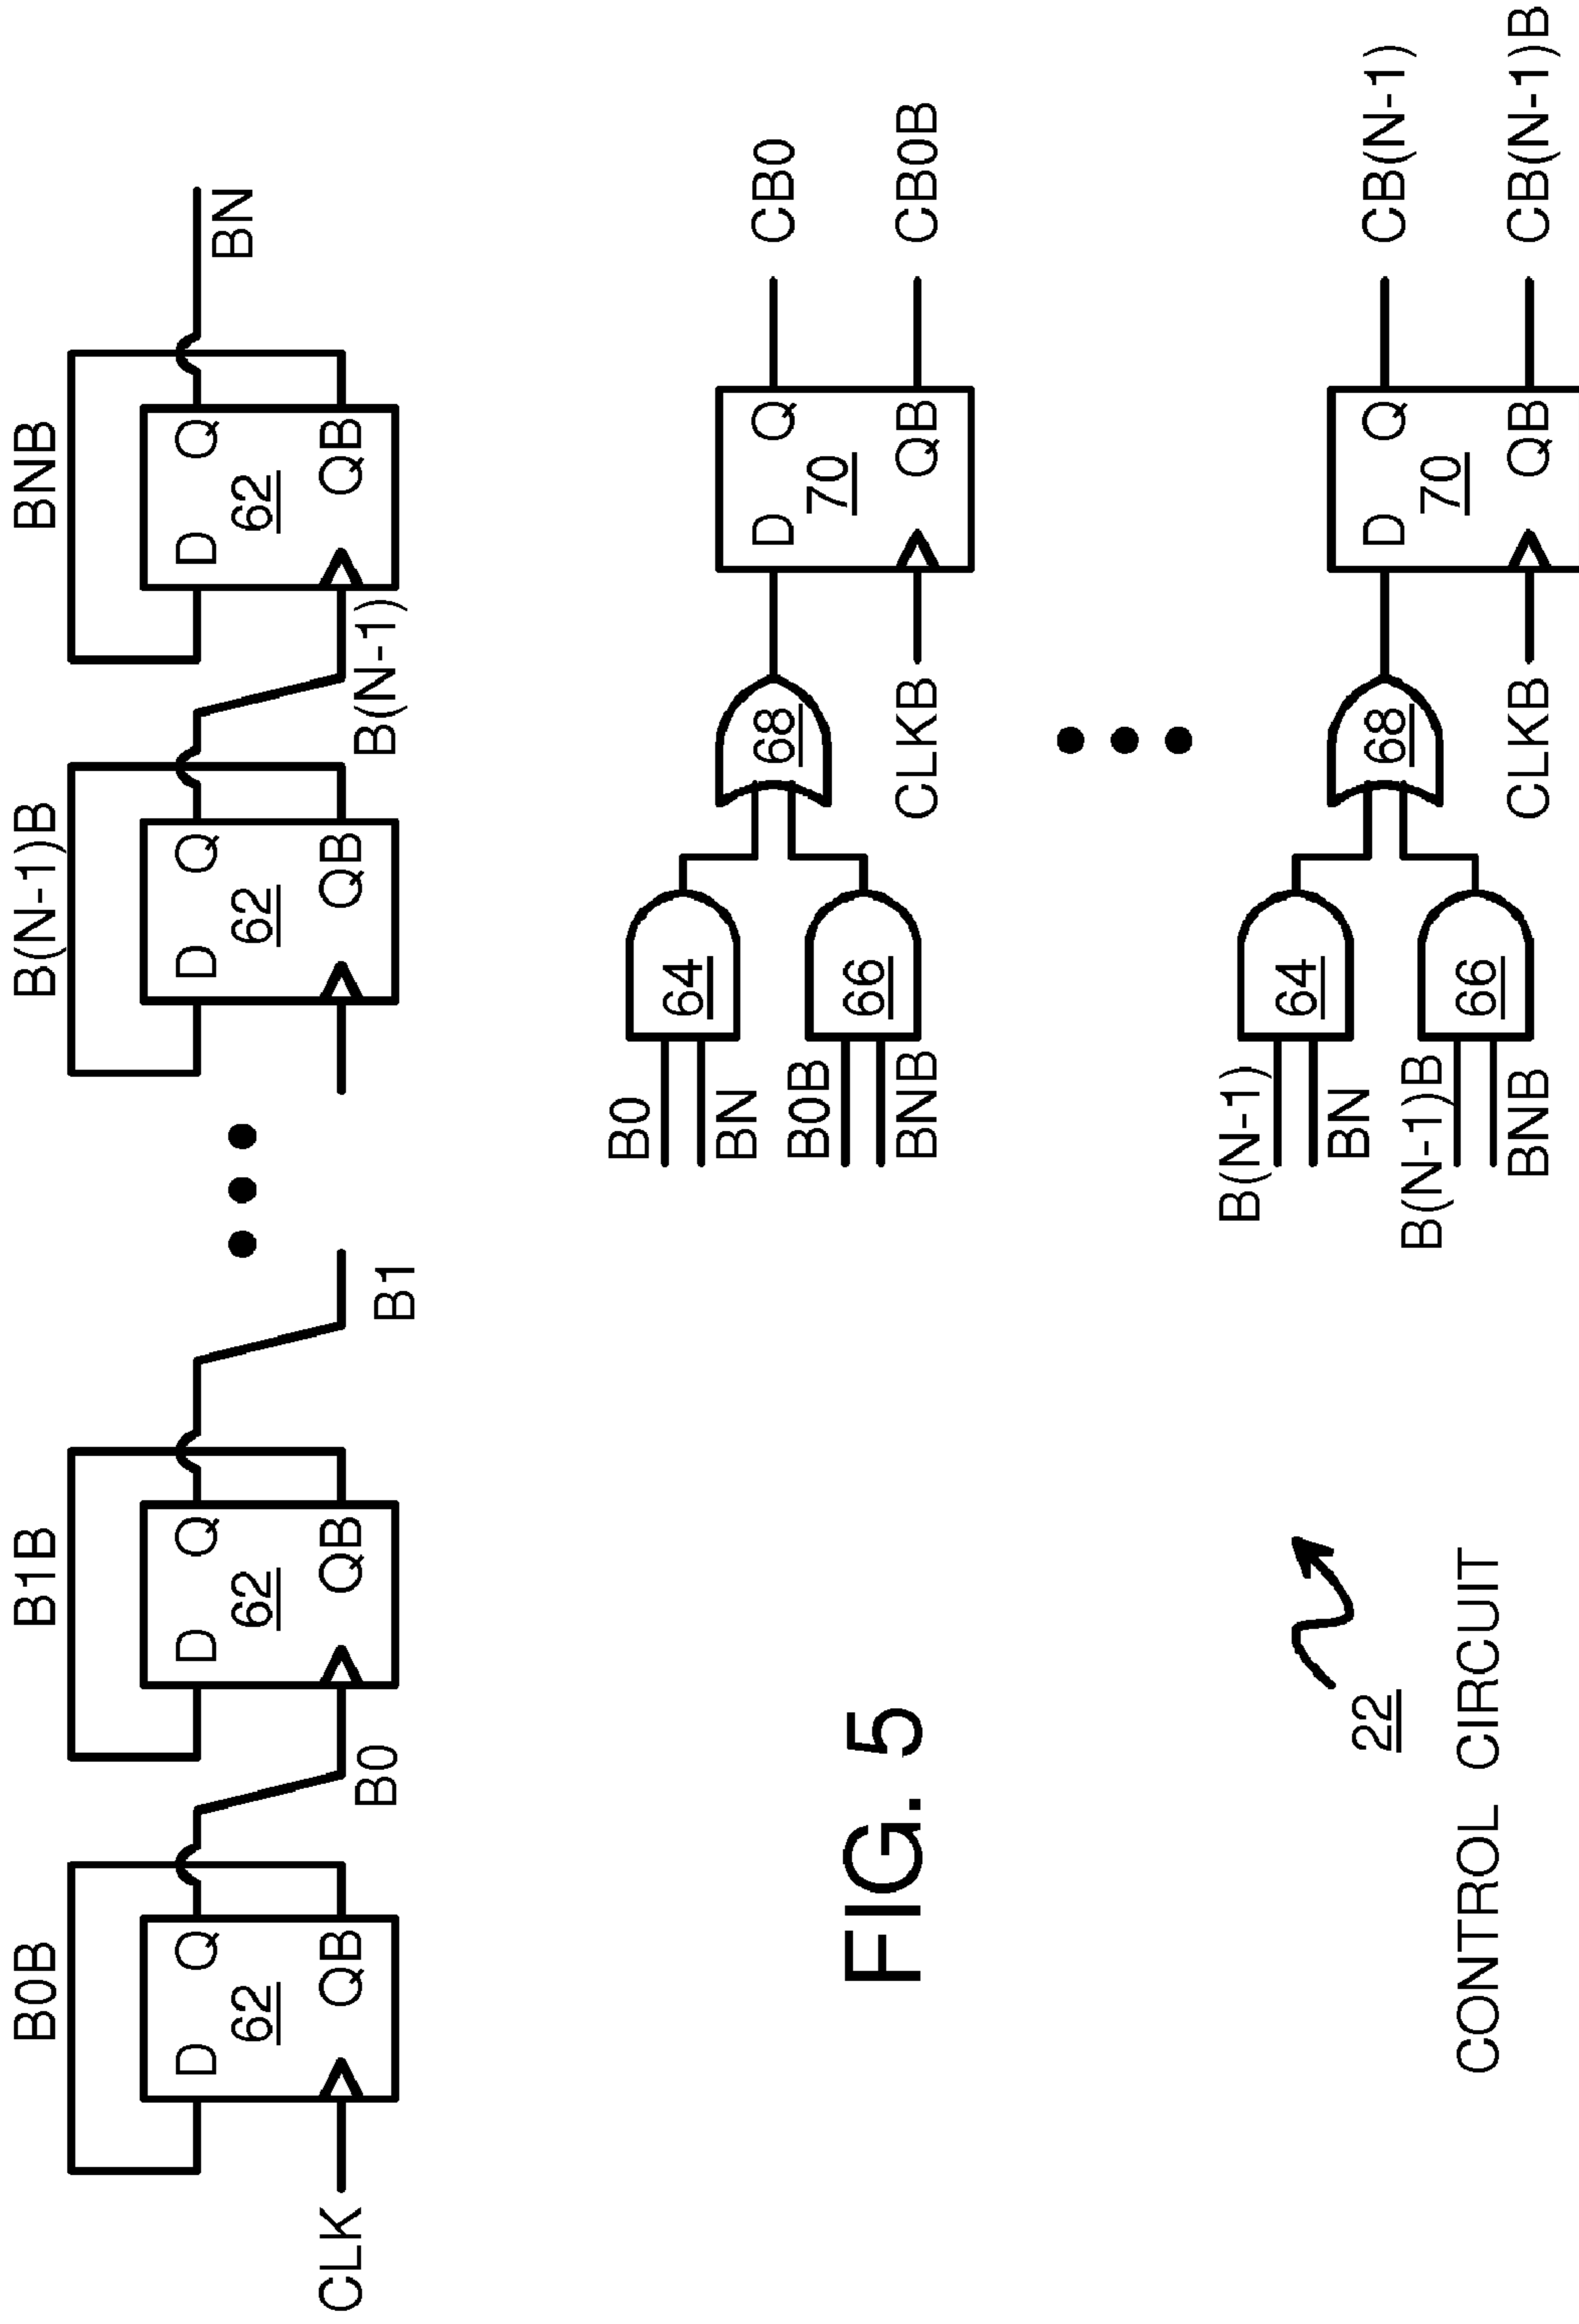 B0B
B1B
B(N-1)B
BNB
D Q
62
QB
D Q
62
QB
D Q
62
QB
D Q
62
QB
BN
CLK
B0
B1
B(N-1)
B0
BN
64
B0B
BNB
66
68
D Q
70
QB
CLKB
CB0
CB0B
B(N-1)
BN
64
B(N-1)B
BNB
66
68
D Q
70
QB
CLKB
CB(N-1)
CB(N-1)B
FIG. 5
22
CONTROL CIRCUIT